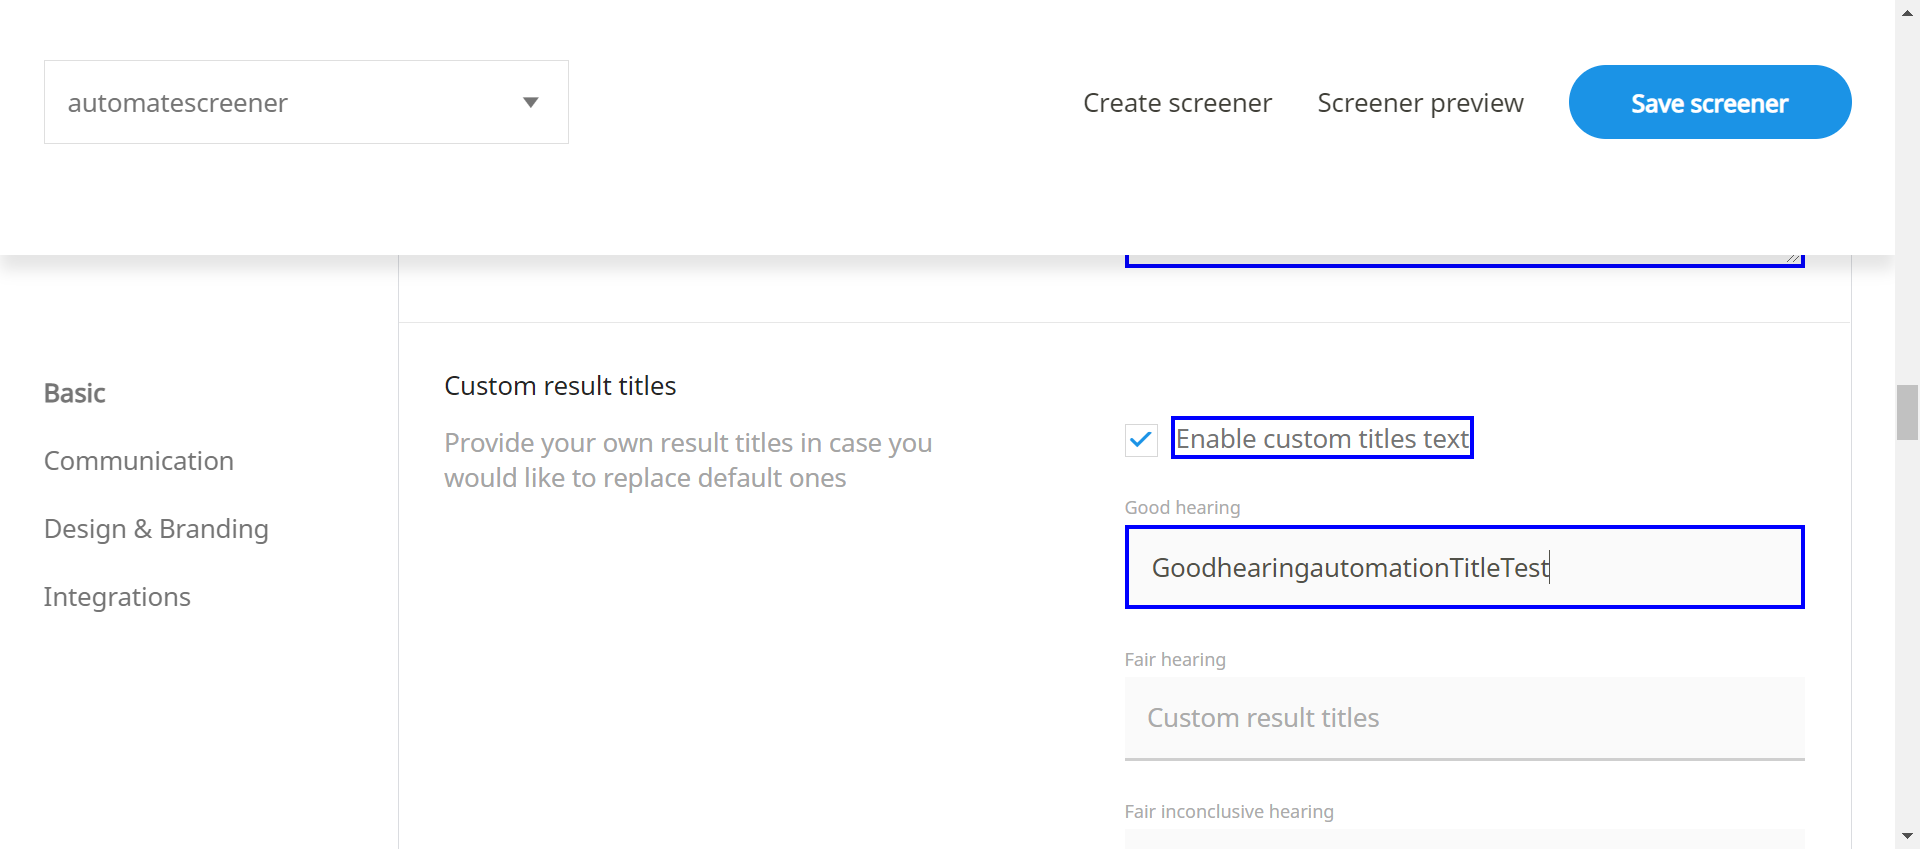 automatescreener
Create screener
Screener preview
Save screener
Basic
Communication
Design & Branding
Integrations
Custom result titles
Provide your own result titles in case you
would like to replace default ones
Enable custom titles text
Good hearing
GoodhearingautomationTitleTest
Fair hearing
Custom result titles
Fair inconclusive hearing